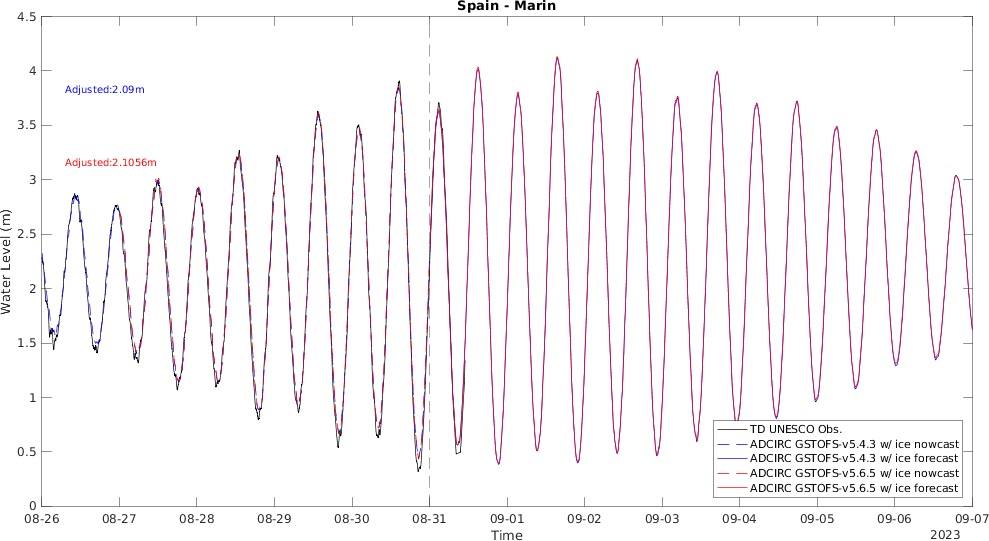 Spain - Marin
4.5
4
3.5
3
2.5
2
1.5
1
0.5
0
Water Level (m)
Adjusted:2.09m
Adjusted:2.1056m
TD UNESCO Obs.
ADCIRC GSTOFS-v5.4.3 w/ ice nowcast
ADCIRC GSTOFS-v5.4.3 w/ ice forecast
ADCIRC GSTOFS-v5.6.5 w/ ice nowcast
ADCIRC GSTOFS-v5.6.5 w/ ice forecast
08-26 08-27 08-28 08-29 08-30 08-31 09-01 09-02 09-03 09-04 09-05 09-06 09-07
Time
2023